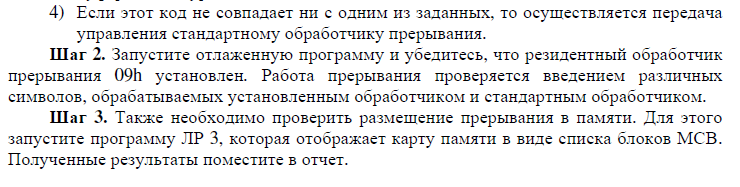 4) Если этот код не совпадает ни с одним из заданных, то осуществляется передача
управления стандартному обработчику прерывания.
Шаг 2. Запустите отлаженную программу и убедитесь, что резидентный обработчик
прерывания 09h установлен. Работа прерывания проверяется введением различных
символов, обрабатываемых установленным обработчиком и стандартным обработчиком.
Шаг 3. Также необходимо проверить размещение прерывания в памяти. Для этого
запустите программу ЛР 3, которая отображает карту памяти в виде списка блоков МСВ.
Полученные результаты поместите в отчет.